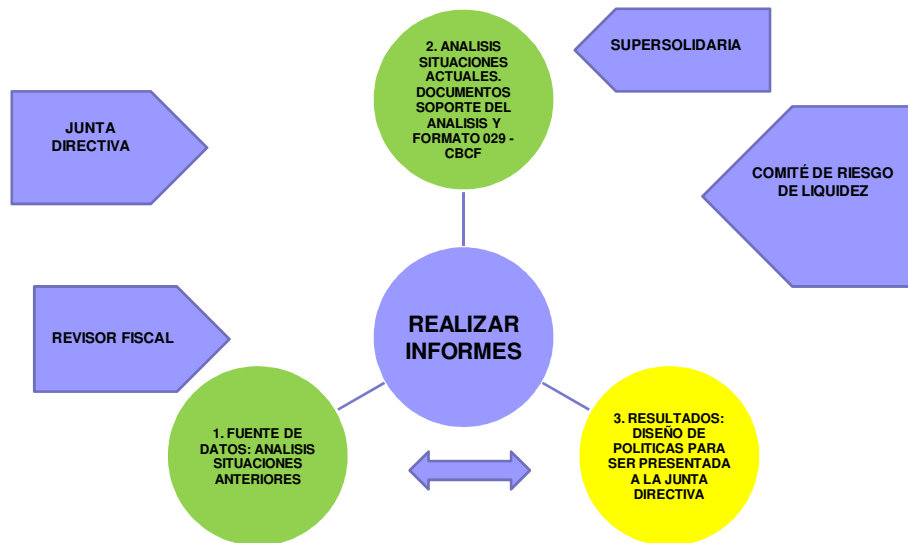 2. ANALISIS
SITUACIONES
ACTUALES.
DOCUMENTOS
SOPORTE DEL
ANALISIS Y
FORMATO 029 -
CBCF
SUPERSOLIDARIA
JUNTA
DIRECTIVA
COMITÉ DE RIESGO
DE LIQUIDEZ
REALIZAR
INFORMES
REVISOR FISCAL
1. FUENTE DE
DATOS: ANALISIS
SITUACIONES
ANTERIORES
3. RESULTADOS:
DISEÑO DE
POLITICAS PARA
SER PRESENTADA
A LA JUNTA
DIRECTIVA